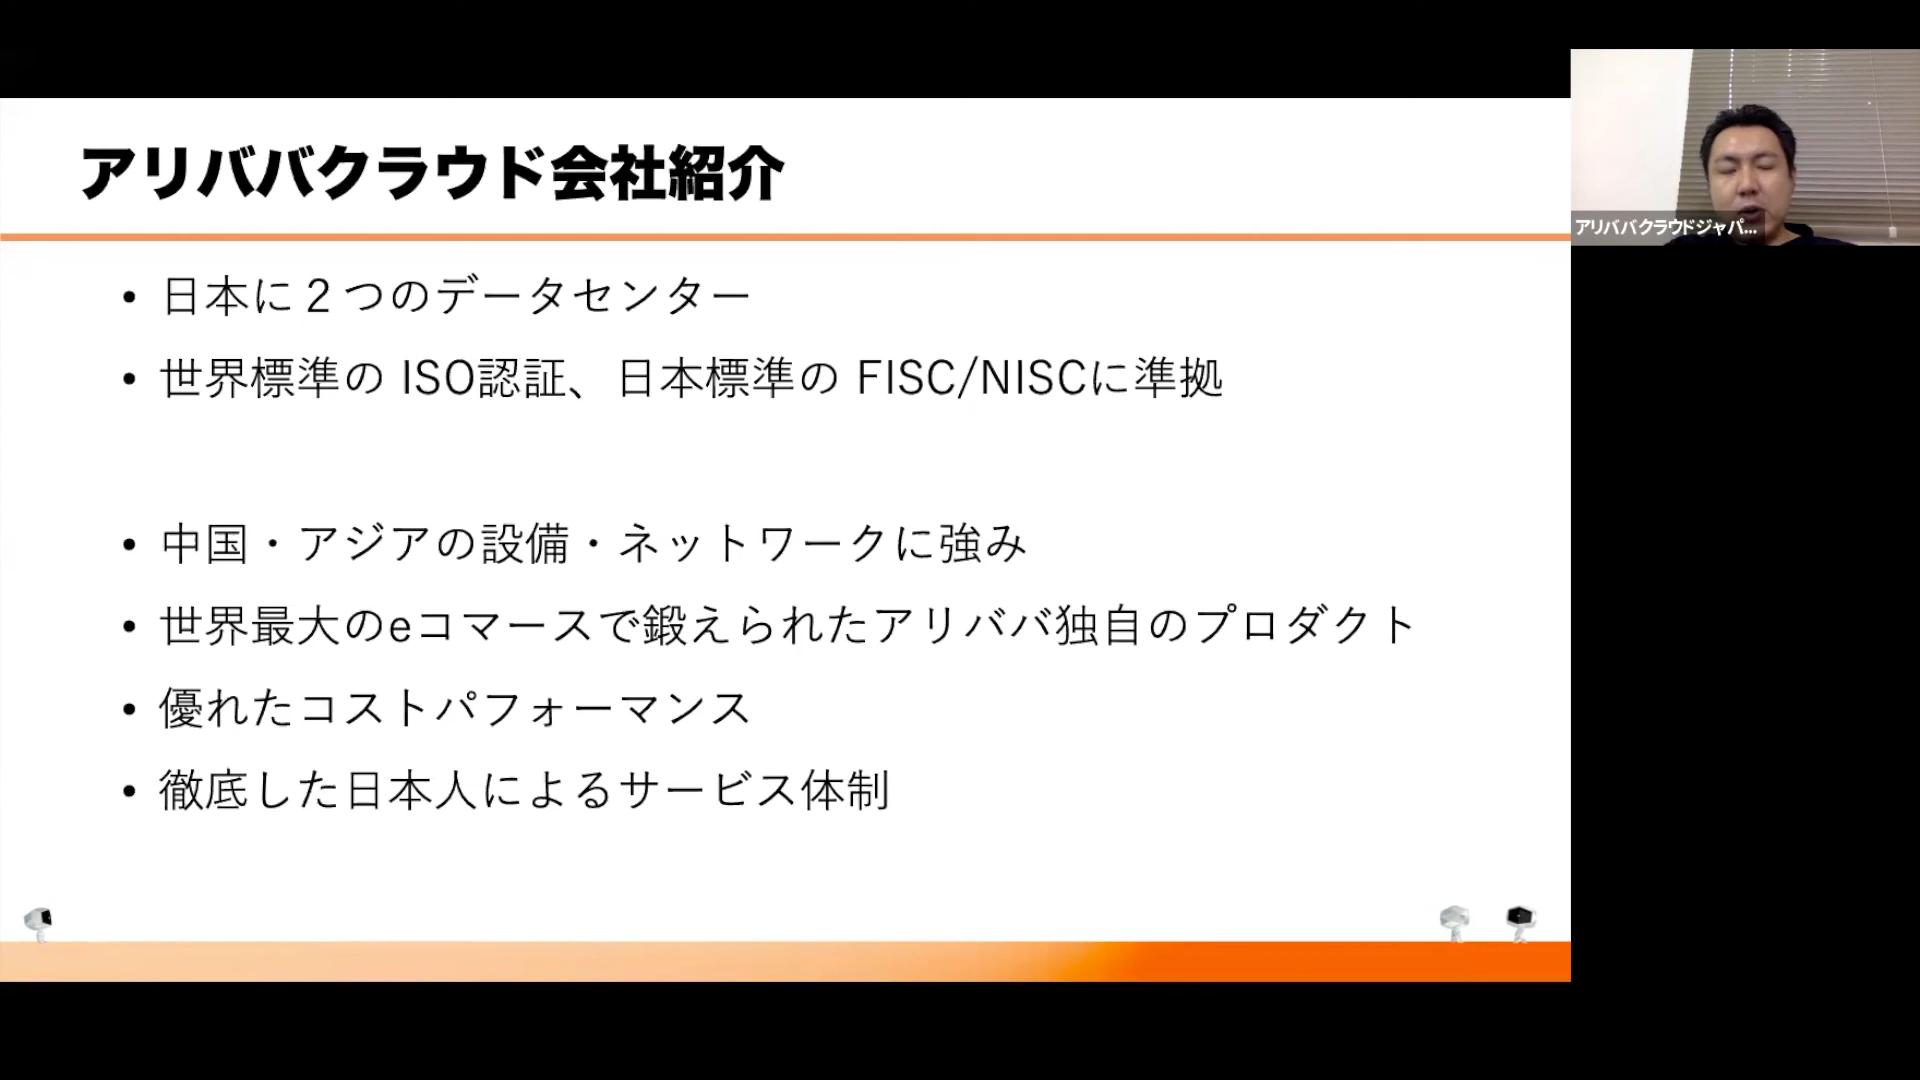 アリババクラウド会社紹介
アリババクラウドジャパ...
• 日本に２つのデータセンター
• 世界標準の ISO認証、日本標準の FISC/NISCに準拠
• 中国・アジアの設備・ネットワークに強み
• 世界最大のeコマースで鍛えられたアリババ独自のプロダクト
• 優れたコストパフォーマンス
• 徹底した日本人によるサービス体制